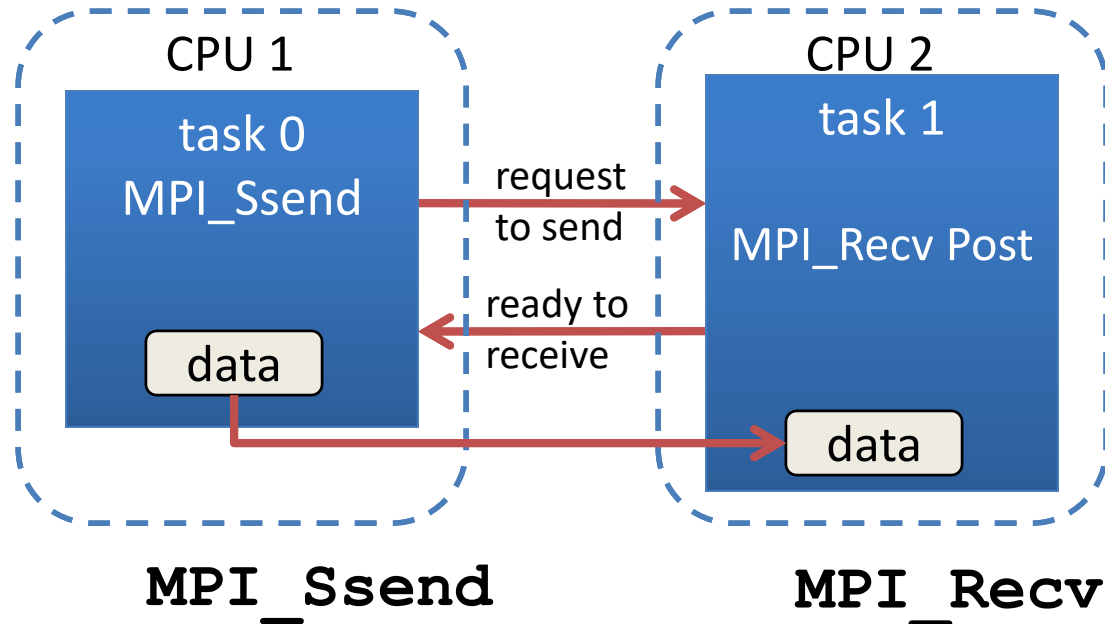 CPU 1
task 0
MPI_Ssend
data
request
to send
ready to
receive
CPU 2
task 1
MPI_Recv Post
data
MPI_Ssend
MPI_Recv